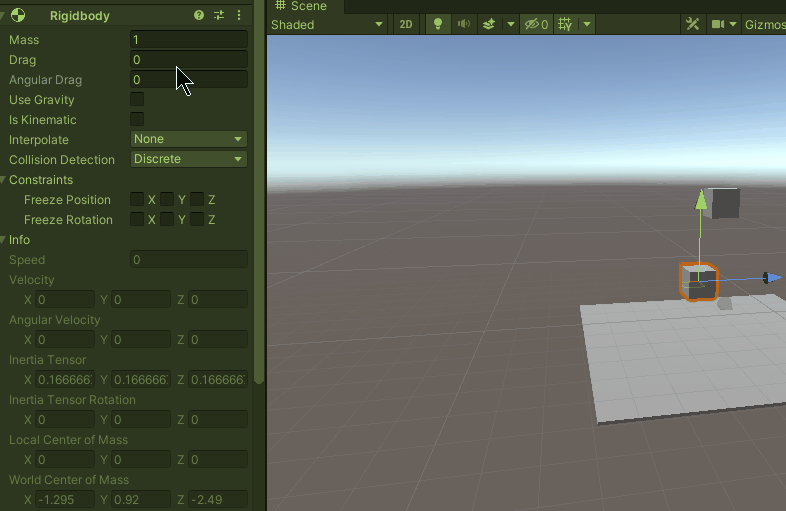 Rigidbody
Mass 1
Drag 0
Angular Drag 0
Use Gravity
Is Kinematic
Interpolate None
Collision Detection Discrete
Constraints
Freeze Position X Y Z
Freeze Rotation X Y Z
Info
Speed 0
Velocity
X 0 Y 0 Z 0
Angular Velocity
X 0 Y 0 Z 0
Inertia Tensor
X 0.166666 Y 0.166666 Z 0.166666
Inertia Tensor Rotation
X 0 Y 0 Z 0
Local Center of Mass
X 0 Y 0 Z 0
World Center of Mass
X -1.295 Y 0.92 Z -2.49
Scene
Shaded 2D 0 Gizmos